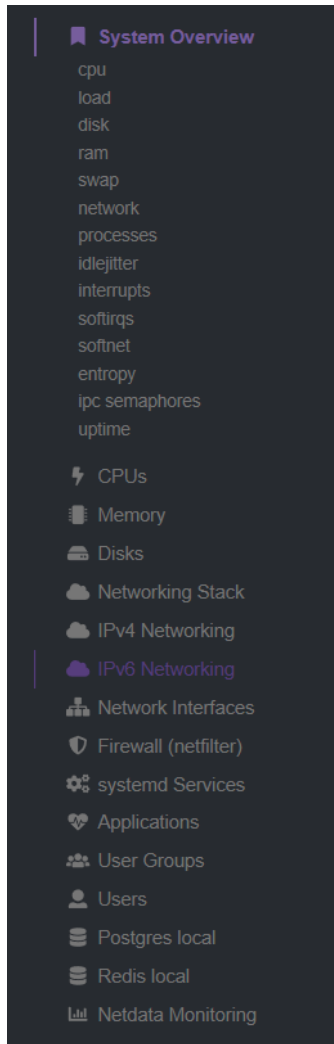 System Overview
cpu
load
disk
ram
swap
network
processes
idlejitter
interrupts
softirqs
softnet
entropy
ipc semaphores
uptime
CPUs
Memory
Disks
Networking Stack
IPv4 Networking
IPv6 Networking
Network Interfaces
Firewall (netfilter)
systemd Services
Applications
User Groups
Users
Postgres local
Redis local
Netdata Monitoring